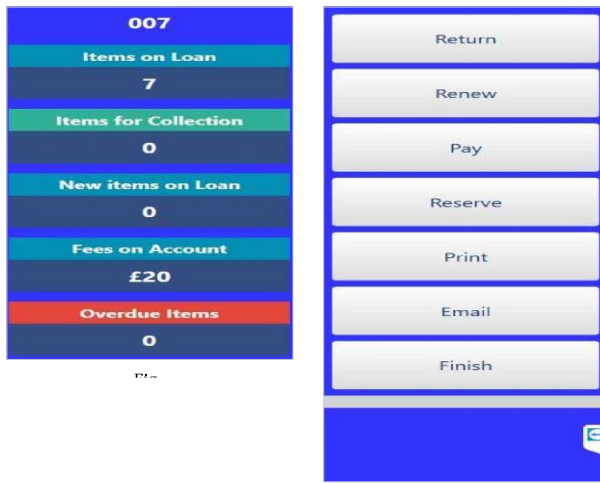 007
Items on Loan
7
Items for Collection
0
New items on Loan
0
Fees on Account
£20
Overdue Items
0
Return
Renew
Pay
Reserve
Print
Email
Finish